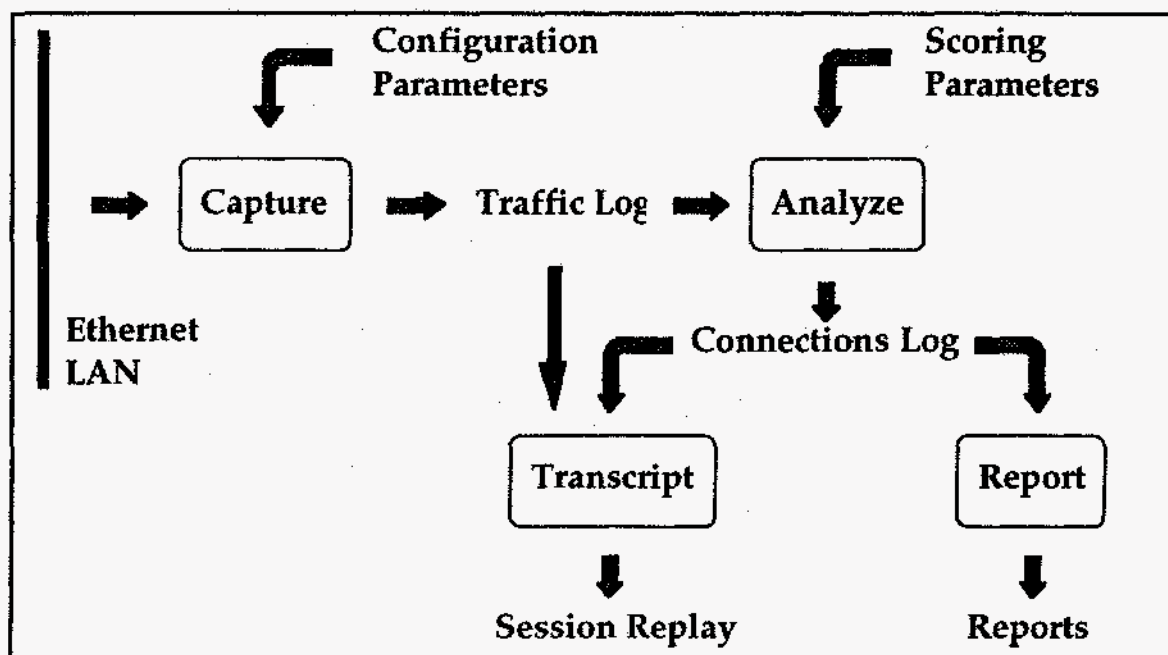 Configuration
Parameters
Scoring
Parameters
Capture
Traffic Log
Analyze
Ethernet
LAN
Connections Log
Transcript
Report
Session Replay
Reports